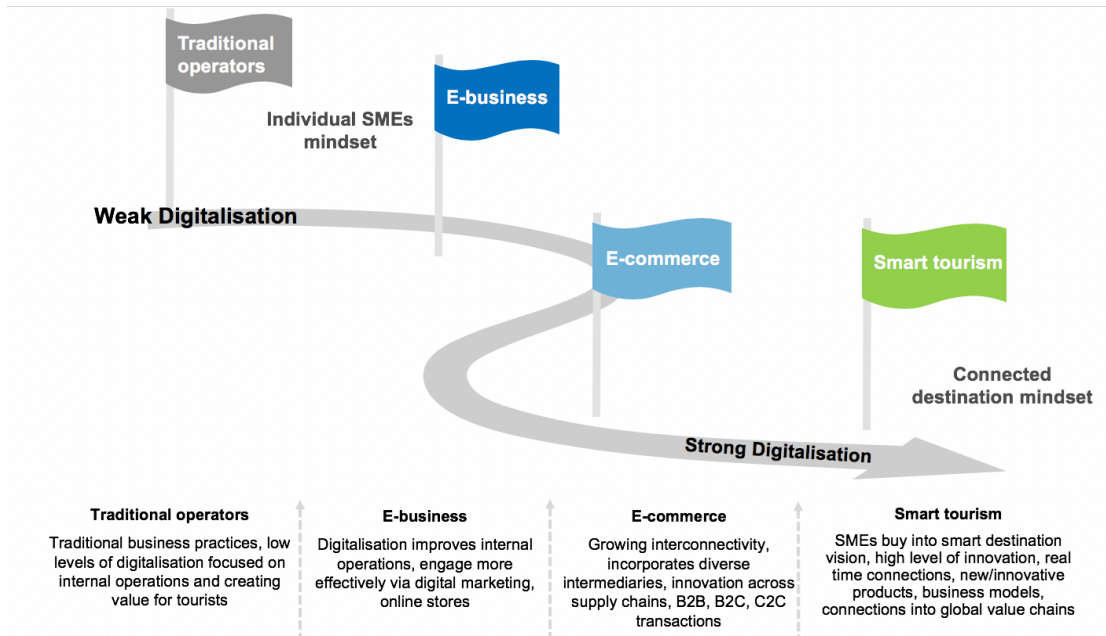 Traditional
operators
E-business
Individual SMEs
mindset
Weak Digitalisation
E-commerce
Smart tourism
Connected
destination mindset
Strong Digitalisation
Traditional operators
Traditional business practices, low
levels of digitalisation focused on
internal operations and creating
value for tourists
E-business
Digitalisation improves internal
operations, engage more
effectively via digital marketing,
online stores
E-commerce
Growing interconnectivity,
incorporates diverse
intermediaries, innovation across
supply chains, B2B, B2C, C2C
transactions
Smart tourism
SMEs buy into smart destination
vision, high level of innovation, real
time connections, new/innovative
products, business models,
connections into global value chains